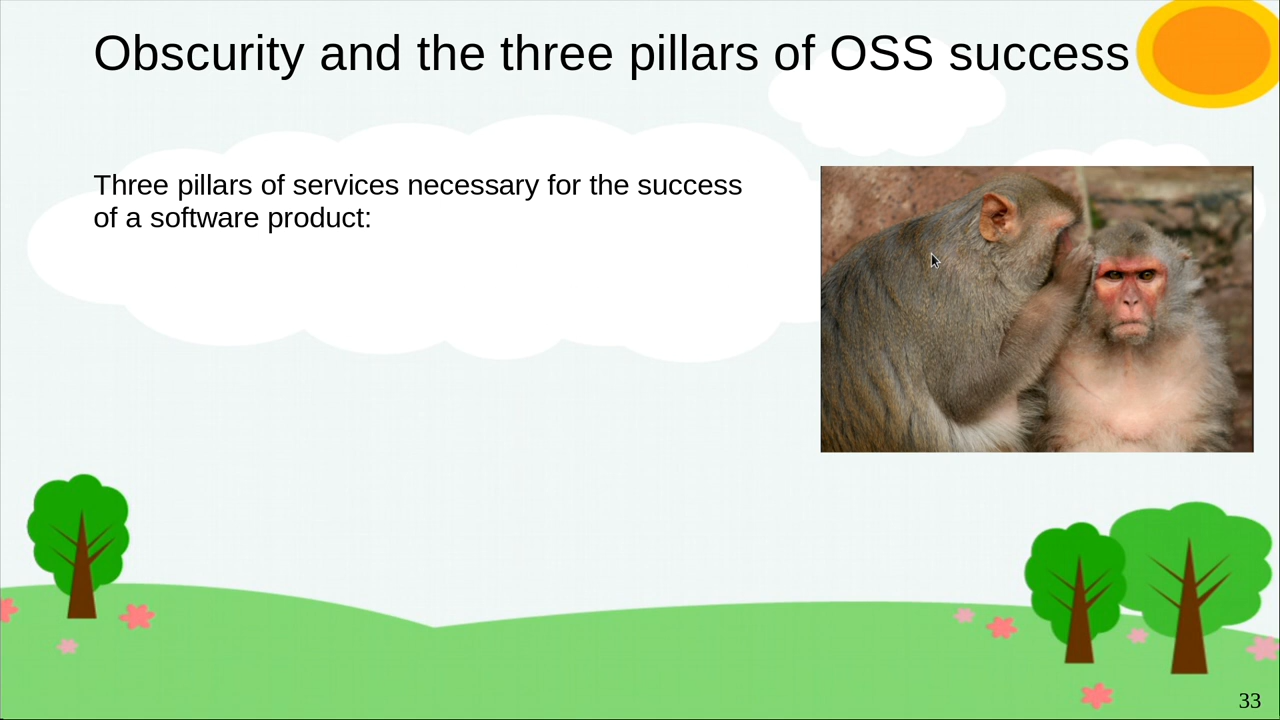 Obscurity and the three pillars of OSS success
Three pillars of services necessary for the success
of a software product:
33